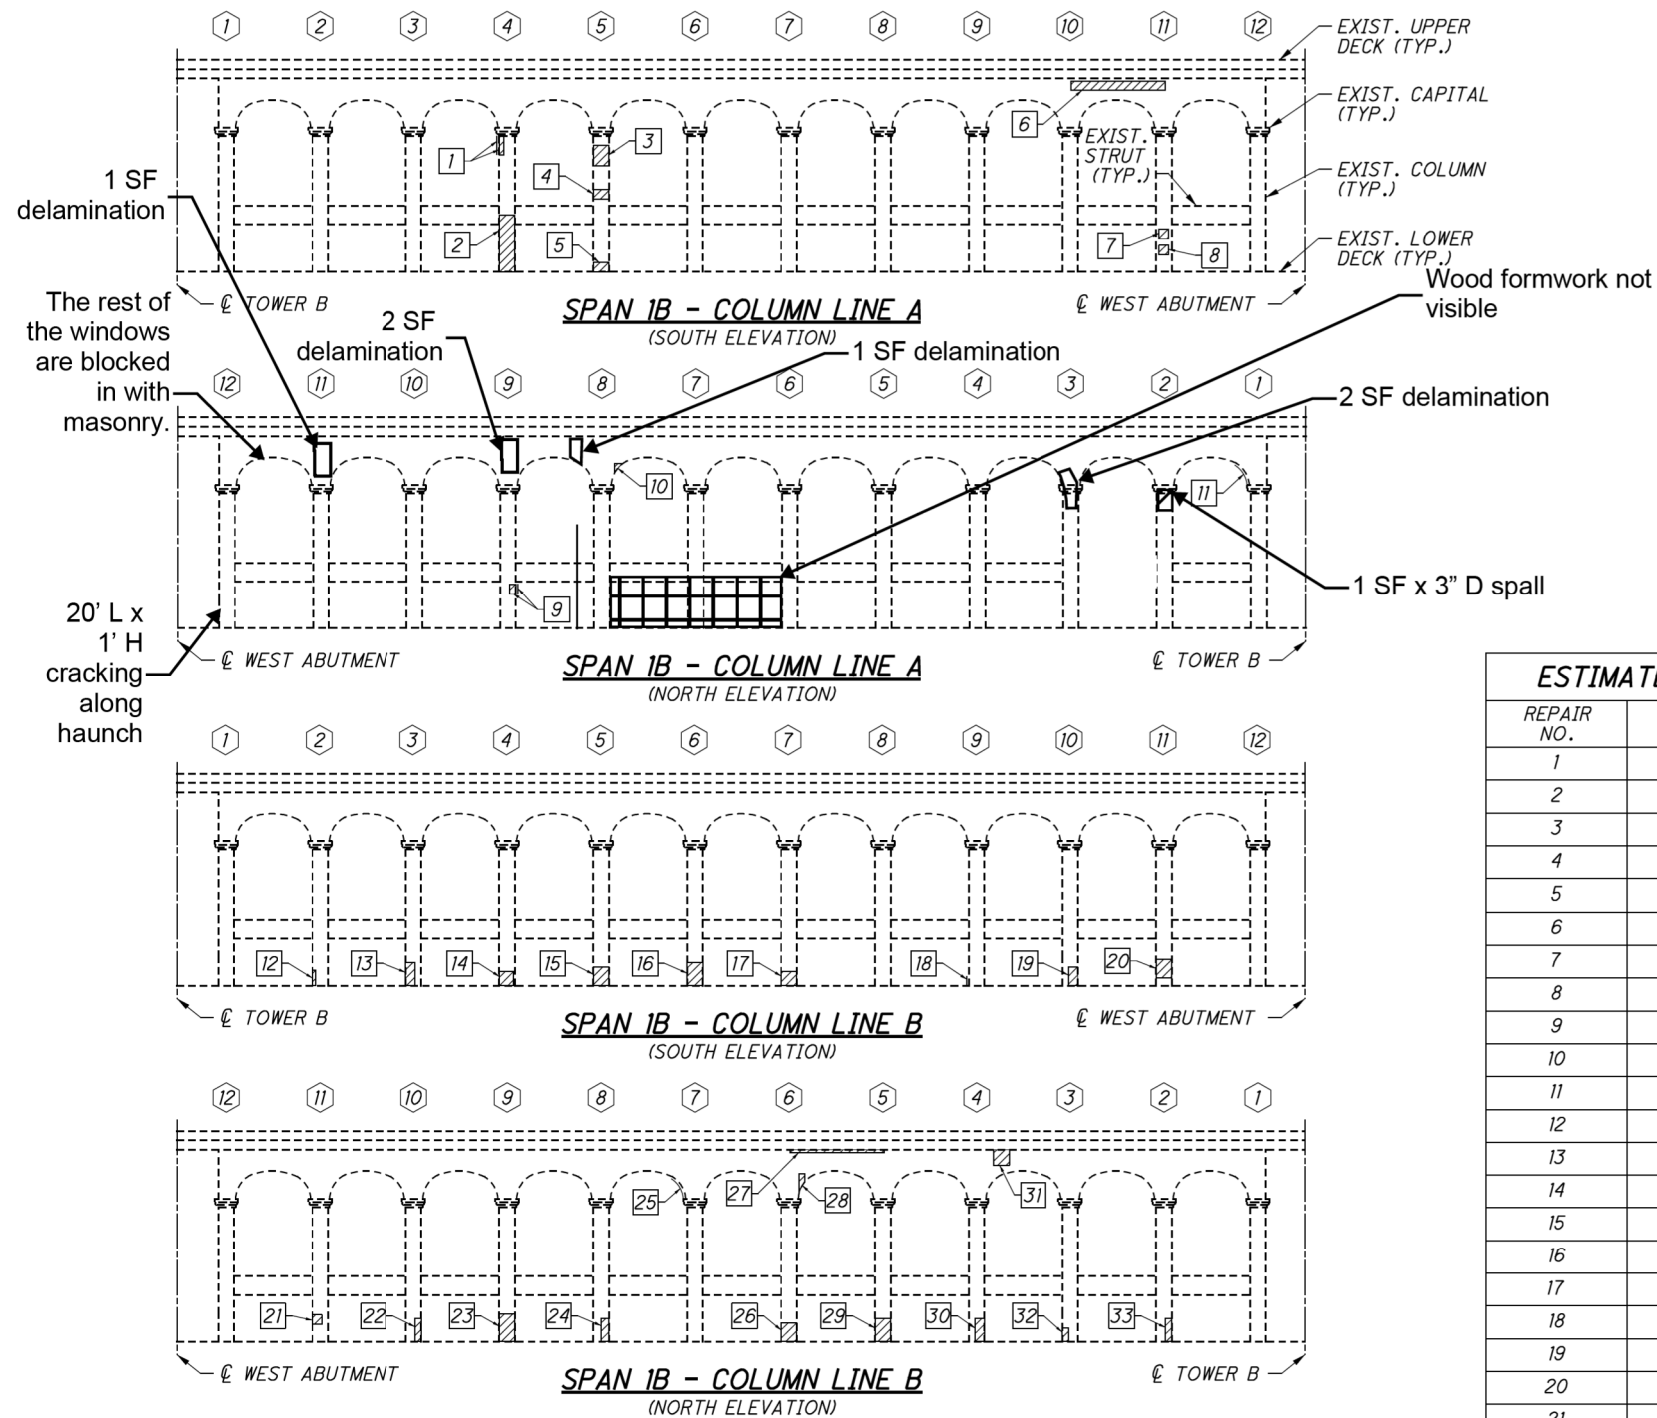 1 2 3 4 5 6 7 8 9 10 11 12
EXIST. UPPER
DECK (TYP.)
EXIST. CAPITAL
(TYP.)
6
EXIST.
STRUT
(TYP.)
1
3
4
EXIST. COLUMN
(TYP.)
1 SF
delamination
2
5
7
8
EXIST. LOWER
DECK (TYP.)
℄ TOWER B
SPAN 1B - COLUMN LINE A
(SOUTH ELEVATION)
℄ WEST ABUTMENT
Wood formwork not
visible
The rest of
the windows
are blocked
in with
masonry.
2 SF
delamination
1 SF delamination
12 11 10 9 8 7 6 5 4 3 2 1
2 SF delamination
10
11
9
1 SF x 3” D spall
20’ L x
1’ H
cracking
along
haunch
℄ WEST ABUTMENT
SPAN 1B - COLUMN LINE A
(NORTH ELEVATION)
℄ TOWER B
1 2 3 4 5 6 7 8 9 10 11 12
12 13 14 15 16 17 18 19 20
℄ TOWER B
SPAN 1B - COLUMN LINE B
(SOUTH ELEVATION)
℄ WEST ABUTMENT
12 11 10 9 8 7 6 5 4 3 2 1
25 27 28 31
21 22 23 24 26 29 30 32 33
℄ WEST ABUTMENT
SPAN 1B - COLUMN LINE B
(NORTH ELEVATION)
℄ TOWER B
ESTIMATE
REPAIR
NO.
1
2
3
4
5
6
7
8
9
10
11
12
13
14
15
16
17
18
19
20
21